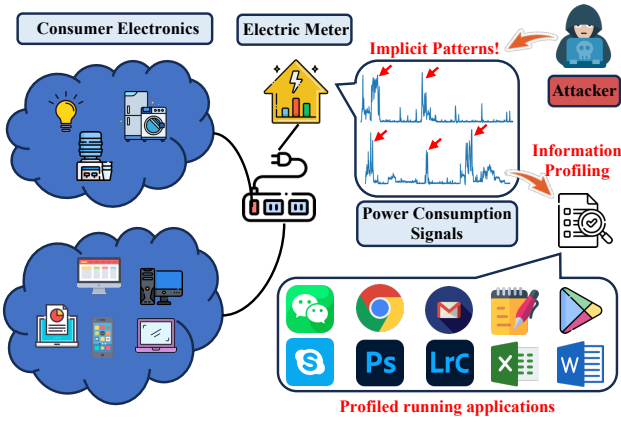 Consumer Electronics
Electric Meter
Implicit Patterns!
Attacker
Information
Profiling
Power Consumption
Signals
Ps
LrC
X
W
Profiled running applications